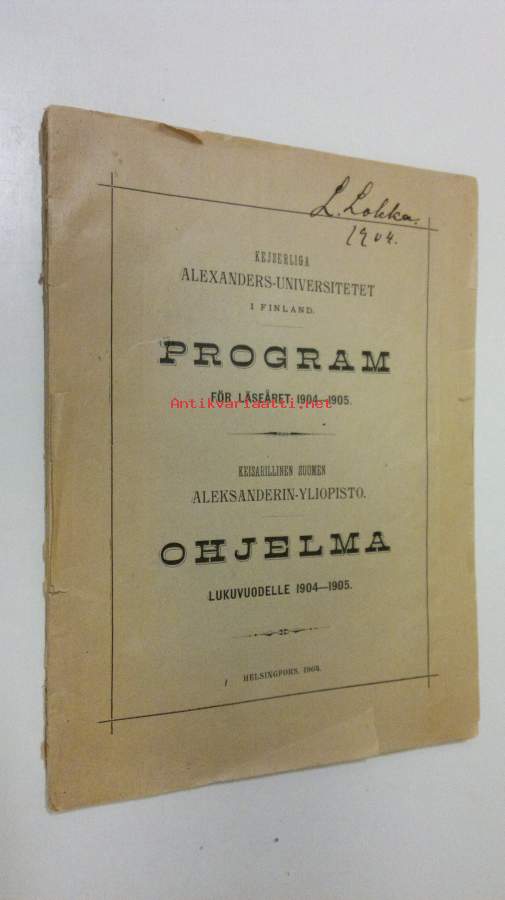 L. Lokka.
1904.
KEJSERLIGA
ALEXANDERS-UNIVERSITETET
I FINLAND.
PROGRAM
FÖR LÄSEÅRET 1904—1905.
Antikvariaatti.net
KEISARILLINEN SUOMEN
ALEKSANDERIN-YLIOPISTO.
OHJELMA
LUKUVUODELLE 1904—1905.
HELSINGFORS, 1904.